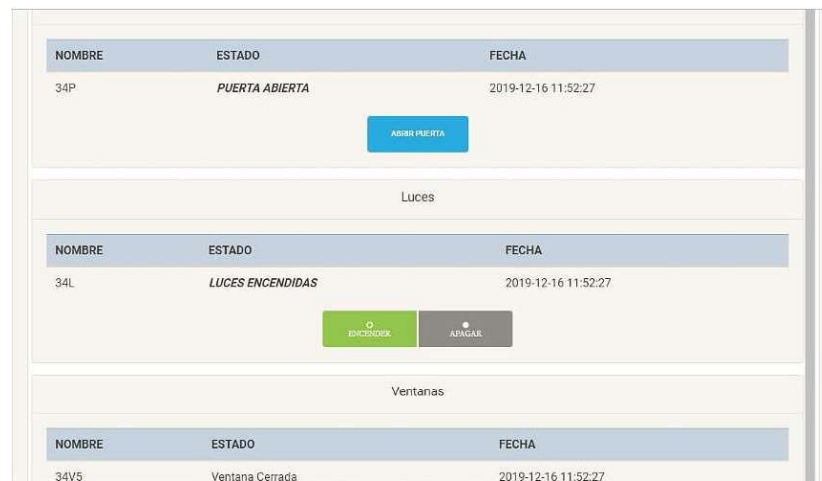 NOMBRE ESTADO FECHA
34P PUERTA ABIERTA 2019-12-16 11:52:27
ABRIR PUERTA
Luces
NOMBRE ESTADO FECHA
34L LUCES ENCENDIDAS 2019-12-16 11:52:27
ENCENDER APAGAR
Ventanas
NOMBRE ESTADO FECHA
34V5 Ventana Cerrada 2019-12-16 11:52:27